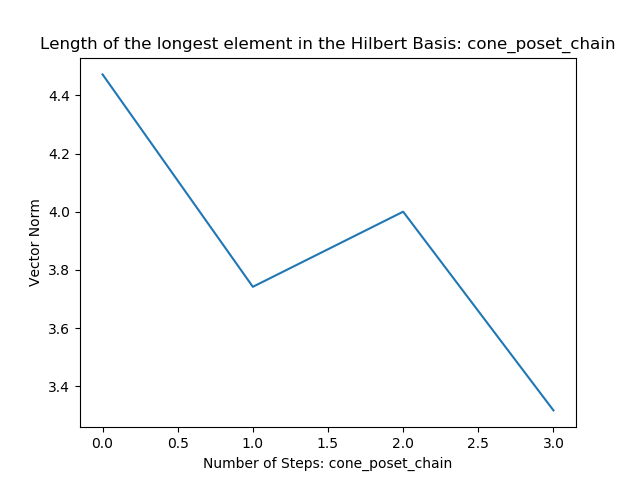 Length of the longest element in the Hilbert Basis: cone_poset_chain
4.4
4.2
4.0
3.8
3.6
3.4
Vector Norm
0.0 0.5 1.0 1.5 2.0 2.5 3.0
Number of Steps: cone_poset_chain